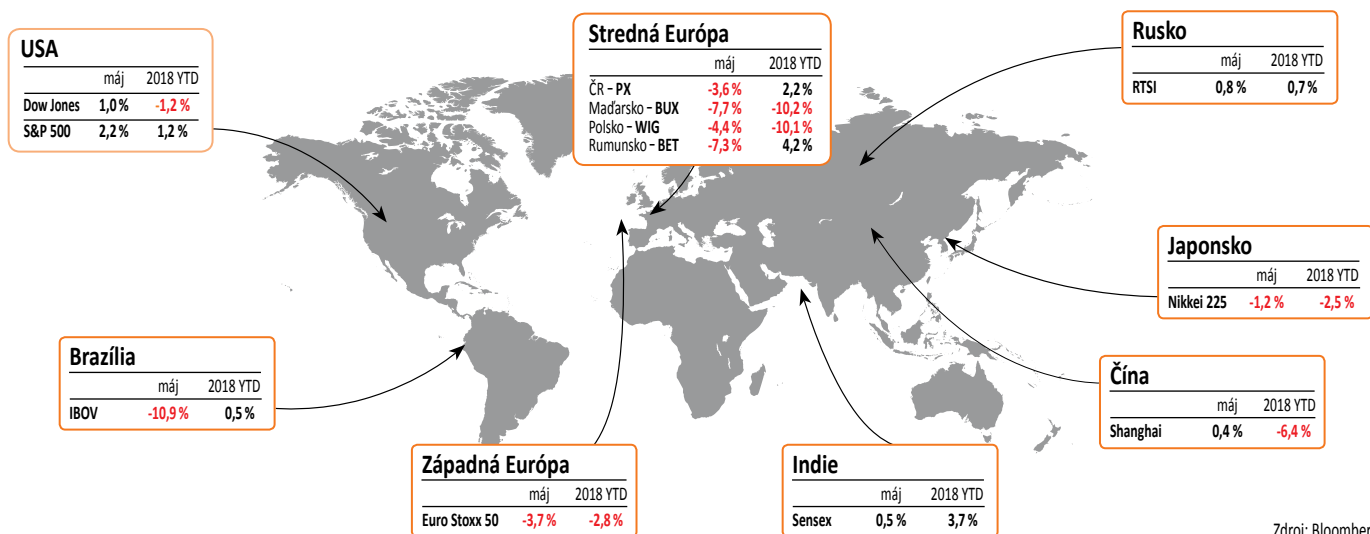 USA
máj 2018 YTD
Dow Jones 1,0 % -1,2 %
S&P 500 2,2 % 1,2 %
Stredná Európa
máj 2018 YTD
ČR – PX -3,6 % 2,2 %
Maďarsko – BUX -7,7 % -10,2 %
Polsko – WIG -4,4 % -10,1 %
Rumunsko – BET -7,3 % 4,2 %
Rusko
máj 2018 YTD
RTSI 0,8 % 0,7 %
Japonsko
máj 2018 YTD
Nikkei 225 -1,2 % -2,5 %
Brazília
máj 2018 YTD
IBOV -10,9 % 0,5 %
Čína
máj 2018 YTD
Shanghai 0,4 % -6,4 %
Západná Európa
máj 2018 YTD
Euro Stoxx 50 -3,7 % -2,8 %
Indie
máj 2018 YTD
Sensex 0,5 % 3,7 %
Zdroj: Bloomber